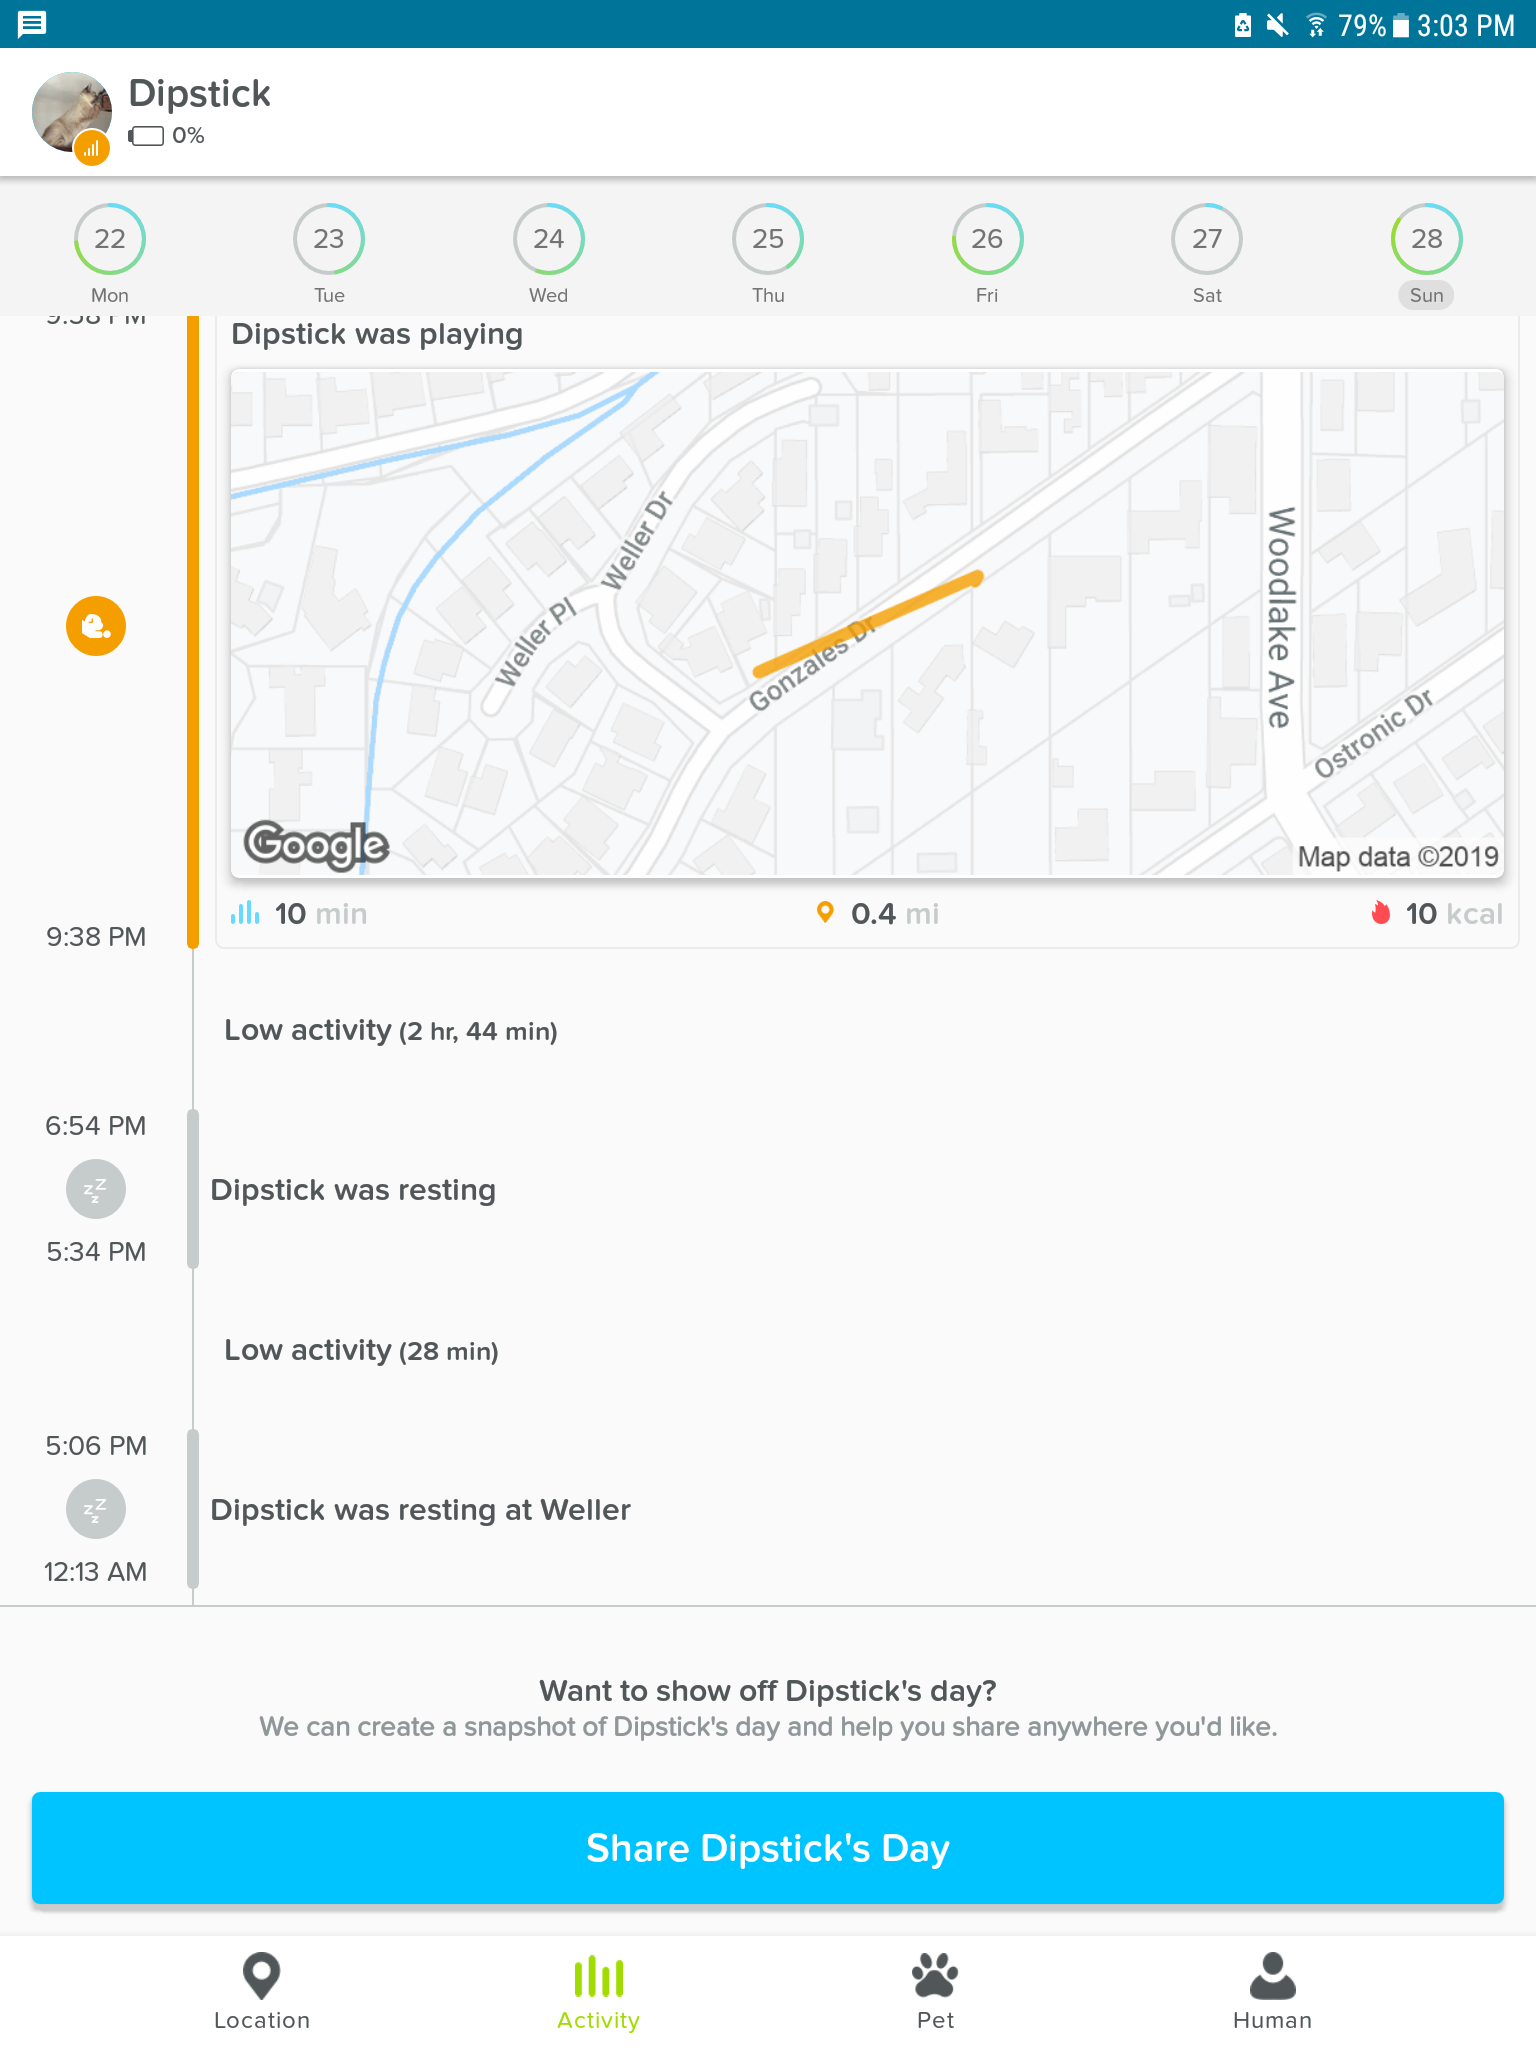 79% 3:03 PM
Dipstick
0%
22 23 24 25 26 27 28
Mon Tue Wed Thu Fri Sat Sun
9:58 PM
Dipstick was playing
Weller Dr
Weller Pl
Gonzales Dr
Woodlake Ave
Ostronic Dr
Google
Map data ©2019
10 min 0.4 mi 10 kcal
9:38 PM
Low activity (2 hr, 44 min)
6:54 PM
zzz
Dipstick was resting
5:34 PM
Low activity (28 min)
5:06 PM
zzz
Dipstick was resting at Weller
12:13 AM
Want to show off Dipstick's day?
We can create a snapshot of Dipstick's day and help you share anywhere you'd like.
Share Dipstick's Day
Location Activity Pet Human